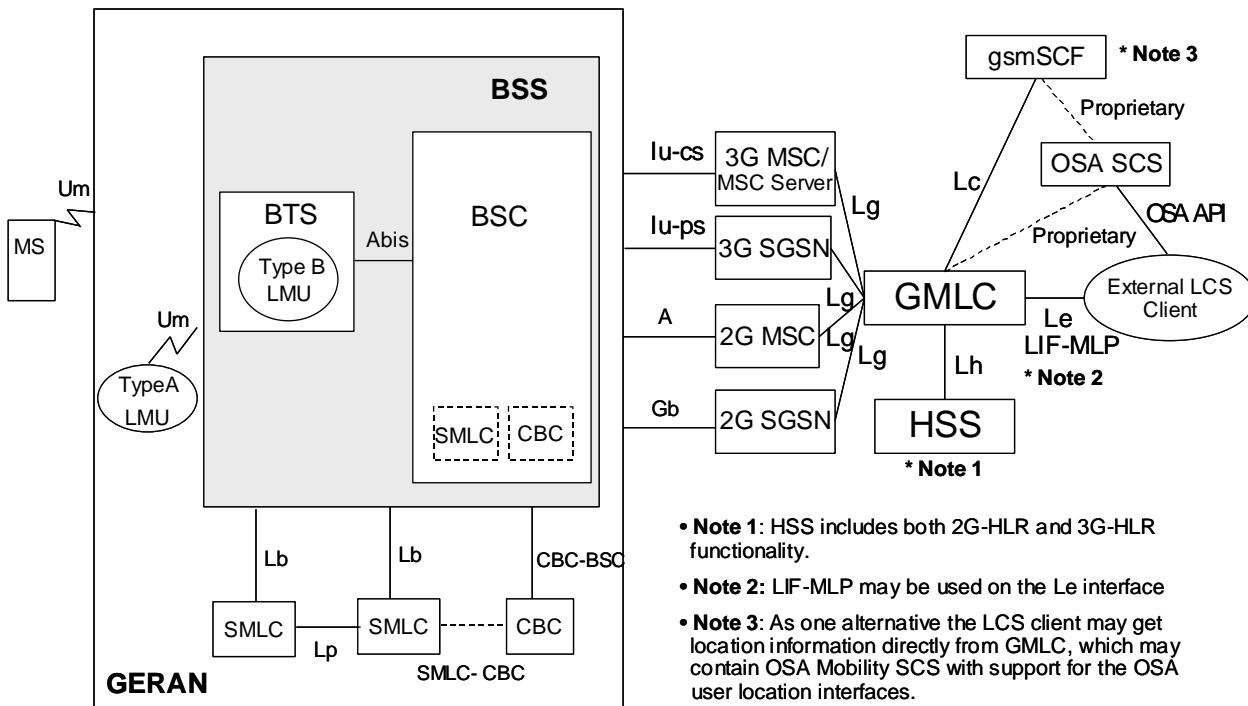 gsmSCF
* Note 3
BSS
Proprietary
Iu-cs
3G MSC/
MSC Server
OSA SCS
Um
Lc
Lg
BTS
BSC
OSA API
MS
Abis
Iu-ps
3G SGSN
Proprietary
Type B
LMU
GMLC
External LCS
Client
Um
A
Lg
2G MSC
Lg
Lg
Le
LIF-MLP
* Note 2
TypeA
LMU
Lh
Gb
2G SGSN
SMLC
CBC
HSS
* Note 1
• Note 1: HSS includes both 2G-HLR and 3G-HLR
functionality.
Lb
Lb
CBC-BSC
• Note 2: LIF-MLP may be used on the Le interface
SMLC
SMLC
CBC
• Note 3: As one alternative the LCS client may get
location information directly from GMLC, which may
contain OSA Mobility SCS with support for the OSA
user location interfaces.
Lp
SMLC- CBC
GERAN